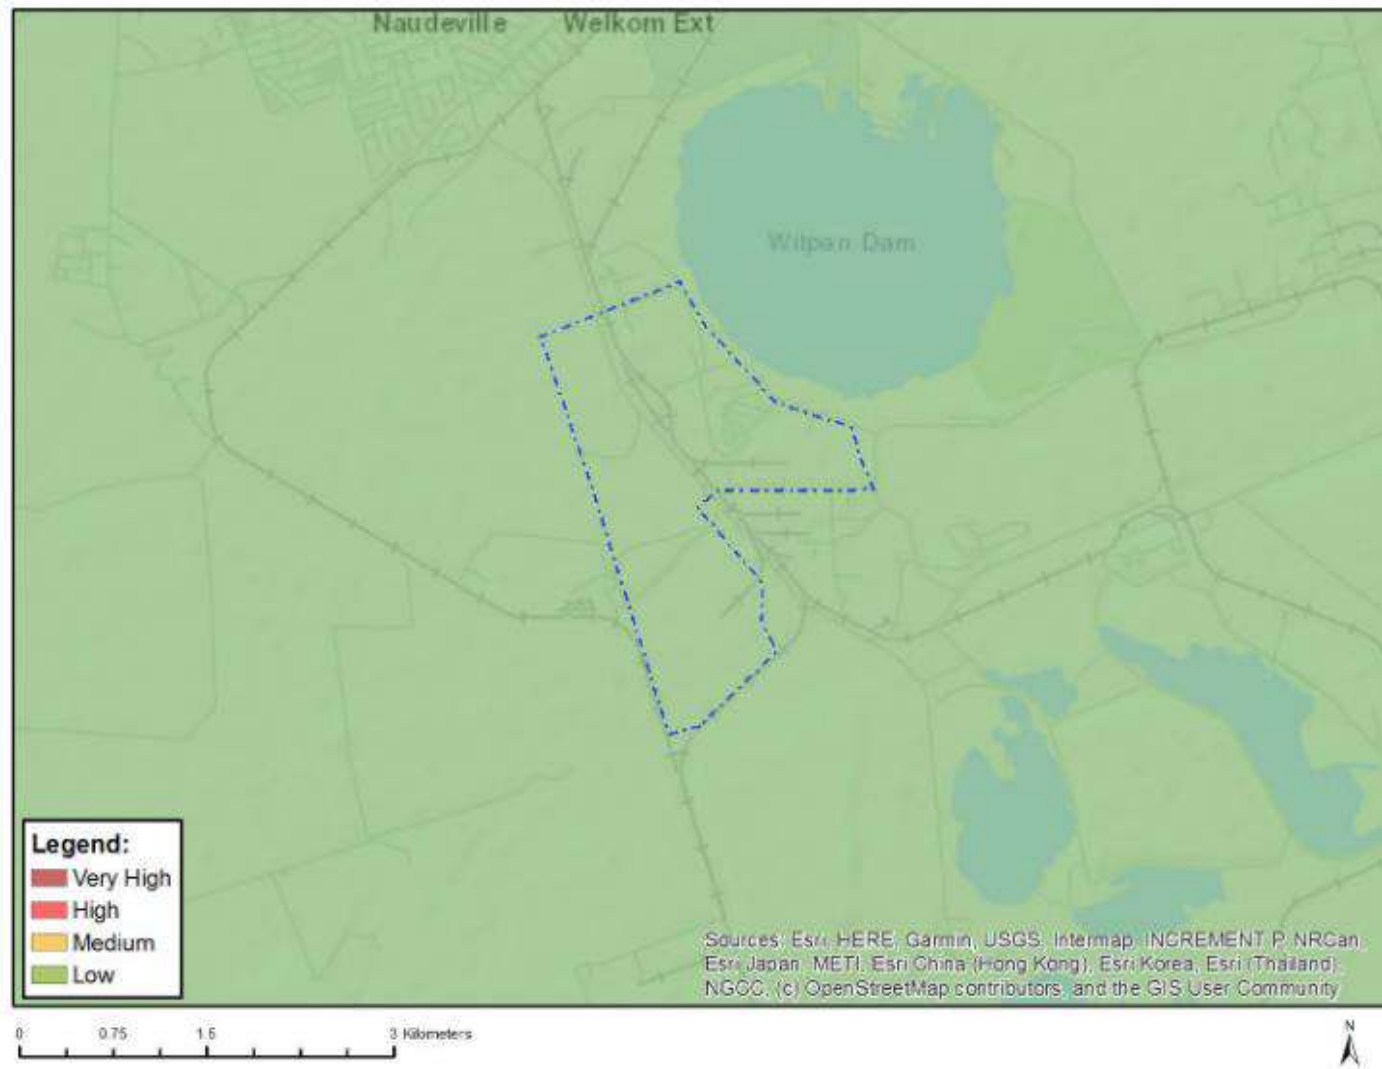 Naudeville Welkom Ext
Witpan Dam
Legend:
Very High
High
Medium
Low
Sources: Esri, HERE, Garmin, USGS, Intermap, INCREMENT P, NRCan,
Esri Japan, METI, Esri China (Hong Kong), Esri Korea, Esri (Thailand),
NGCC, (c) OpenStreetMap contributors, and the GIS User Community
0 0.75 1.5 3 Kilometers
N